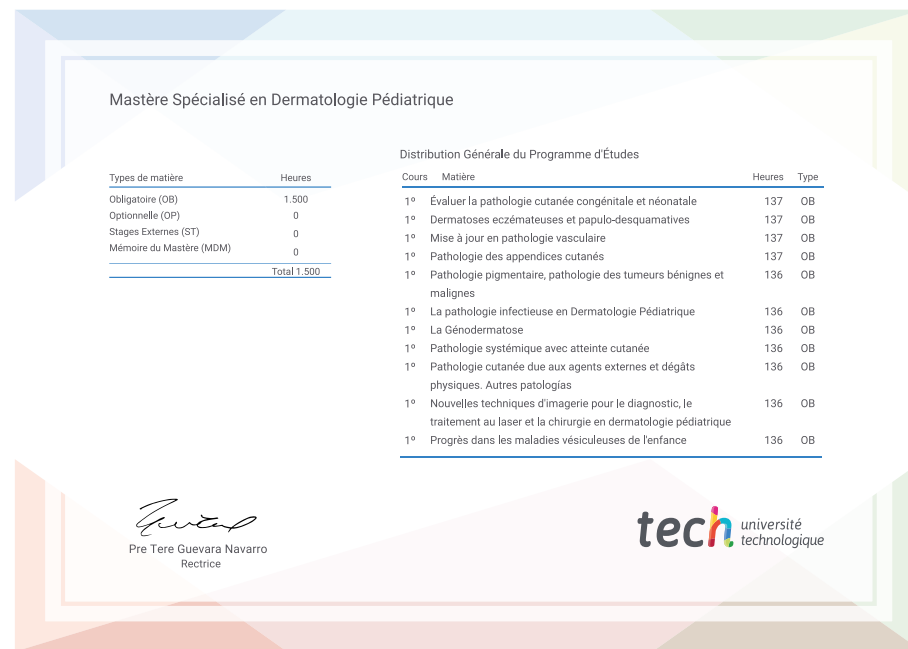 Mastère Spécialisé en Dermatologie Pédiatrique
Types de matière Heures
Obligatoire (OB) 1.500
Optionnelle (OP) 0
Stages Externes (ST) 0
Mémoire du Mastère (MDM) 0
Total 1.500
Distribution Générale du Programme d'Études
Cours Matière Heures Type
1º Évaluer la pathologie cutanée congénitale et néonatale 137 OB
1º Dermatoses eczémateuses et papulo-desquamatives 137 OB
1º Mise à jour en pathologie vasculaire 137 OB
1º Pathologie des appendices cutanés 137 OB
1º Pathologie pigmentaire, pathologie des tumeurs bénignes et 136 OB
malignes
1º La pathologie infectieuse en Dermatologie Pédiatrique 136 OB
1º La Génodermatose 136 OB
1º Pathologie systémique avec atteinte cutanée 136 OB
1º Pathologie cutanée due aux agents externes et dégâts 136 OB
physiques. Autres patologías
1º Nouvelles techniques d'imagerie pour le diagnostic, le 136 OB
traitement au laser et la chirurgie en dermatologie pédiatrique
1º Progrès dans les maladies vésiculeuses de l'enfance 136 OB
Pre Tere Guevara Navarro
Rectrice
tech université
technologique